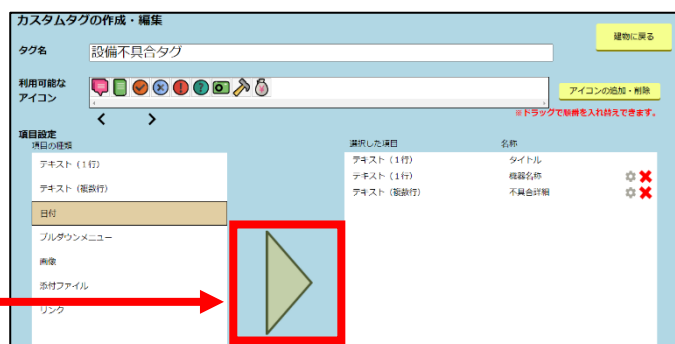 カスタムタグの作成・編集
建物に戻る
タグ名
設備不具合タグ
利用可能な
アイコン
アイコンの追加・削除
※ドラッグで順番を入れ替えできます。
項目設定
項目の種類
選択した項目 名称
テキスト（1行）
テキスト（複数行）
日付
プルダウンメニュー
画像
添付ファイル
リンク
テキスト（1行） タイトル
テキスト（1行） 機器名称
テキスト（複数行） 不具合詳細